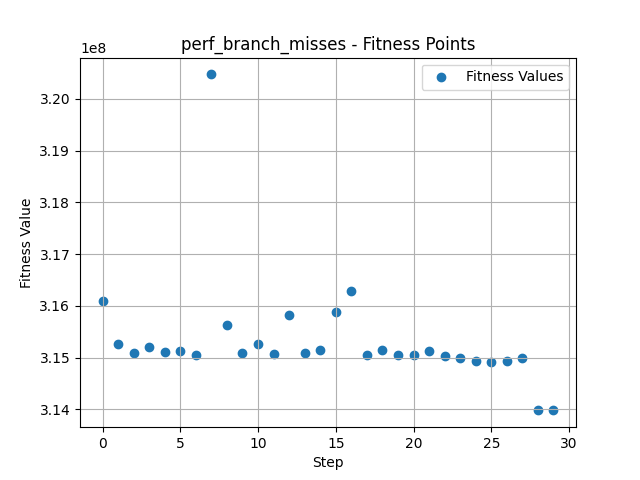 perf_branch_misses - Fitness Points
1e8
Fitness Values
3.20
3.19
3.18
3.17
3.16
3.15
3.14
Fitness Value
0 5 10 15 20 25 30
Step